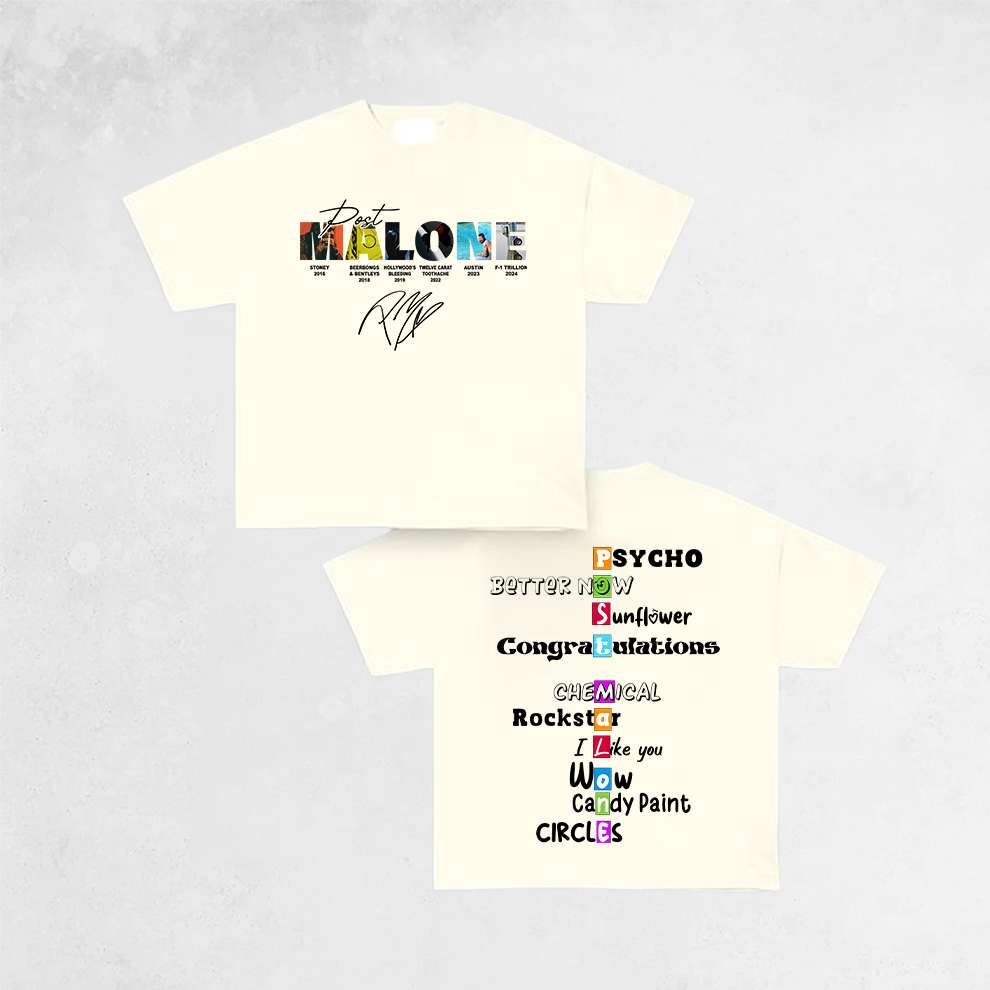 Post
MALONE
STONEY BEERBONGS HOLLYWOOD'S TWELVE CARAT AUSTIN F-1 TRILLION
2016 & BENTLEYS BLEEDING TOOTHACHE 2023 2024
2018 2019 2022
PSYCHO
BETTER NOW
Sunflower
Congratulations
CHEMICAL
Rockstar
I Like you
Wow
Candy Paint
CIRCLES